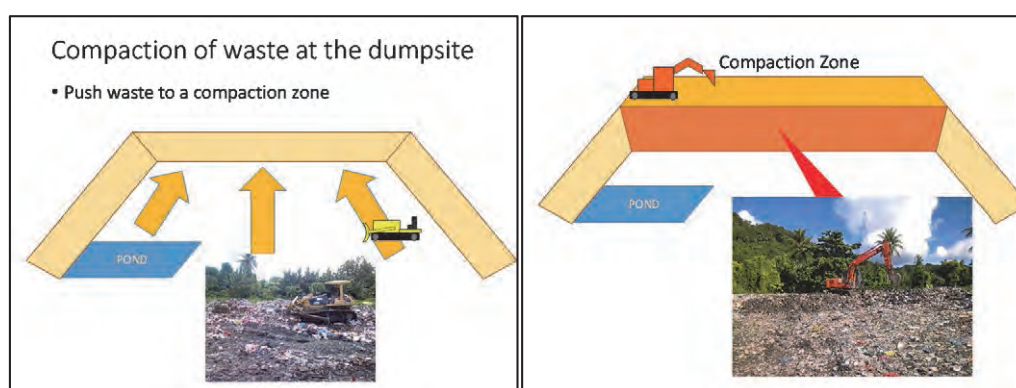 Compaction of waste at the dumpsite
• Push waste to a compaction zone
POND
Compaction Zone
POND